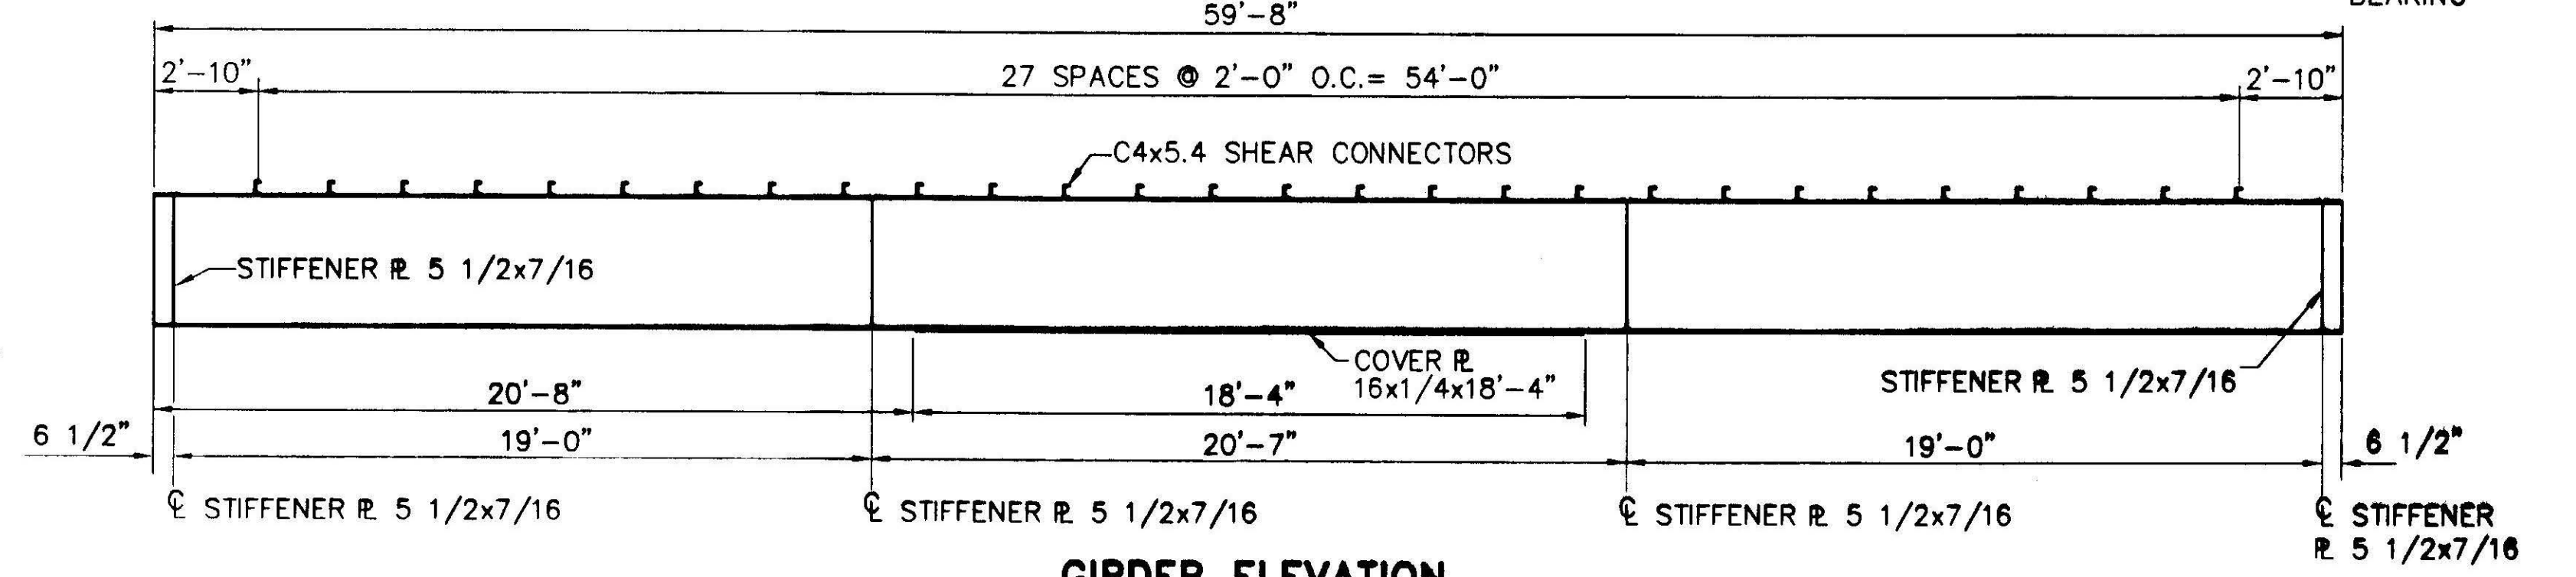 BEARING
59'-8"
2'-10" 27 SPACES @ 2'-0" O.C.= 54'-0" 2'-10"
C4x5.4 SHEAR CONNECTORS
STIFFENER ℄ 5 1/2x7/16
COVER PL
16x1/4x18'-4"
STIFFENER PL 5 1/2x7/16
20'-8" 18'-4"
6 1/2" 19'-0" 20'-7" 19'-0" 6 1/2"
℄ STIFFENER PL 5 1/2x7/16
℄ STIFFENER PL 5 1/2x7/16
℄ STIFFENER PL 5 1/2x7/16
℄ STIFFENER
PL 5 1/2x7/16
GIRDER ELEVATION